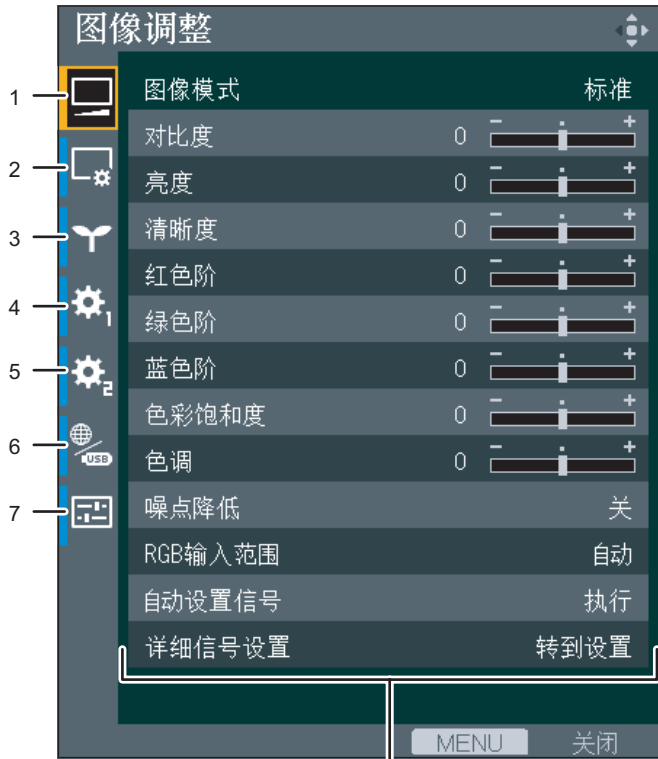 图像调整
1
2
3
4
5
6
7
USB
图像模式 标准
对比度 0 - +
亮度 0 - +
清晰度 0 - +
红色阶 0 - +
绿色阶 0 - +
蓝色阶 0 - +
色彩饱和度 0 - +
色调 0 - +
噪点降低 关
RGB输入范围 自动
自动设置信号 执行
详细信号设置 转到设置
1
2
MENU 关闭